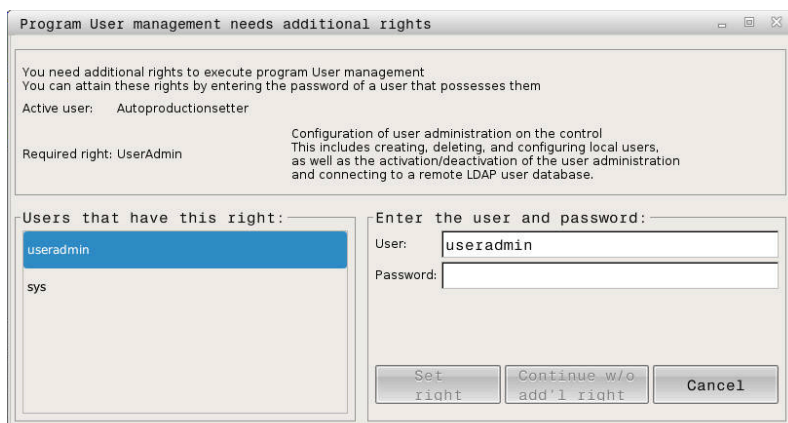 Program User management needs additional rights
You need additional rights to execute program User management
You can attain these rights by entering the password of a user that possesses them
Active user: Autoproductionsetter
Required right: UserAdmin
Configuration of user administration on the control
This includes creating, deleting, and configuring local users,
as well as the activation/deactivation of the user administration
and connecting to a remote LDAP user database.
Users that have this right:
useradmin
sys
Enter the user and password:
User: useradmin
Password:
Set
right
Continue w/o
add'l right
Cancel